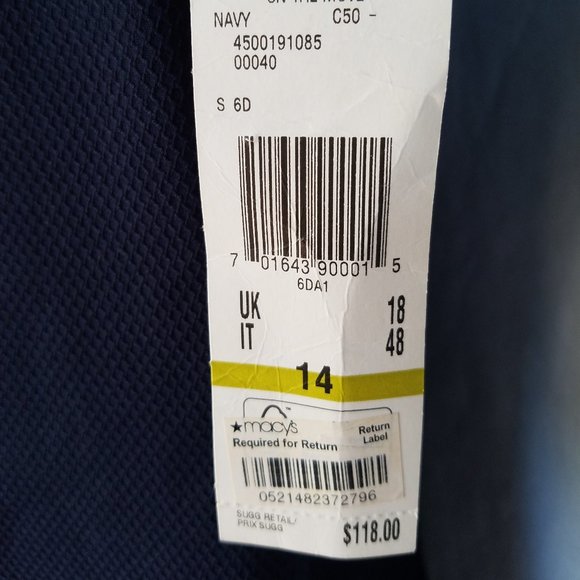 NAVY C50 -
4500191085
00040
S 6D
7 01643 90001 5
6DA1
UK 18
IT 48
14
★macy's Return
Required for Return Label
0521482372796
SUGG RETAIL/
PRIX SUGG $118.00